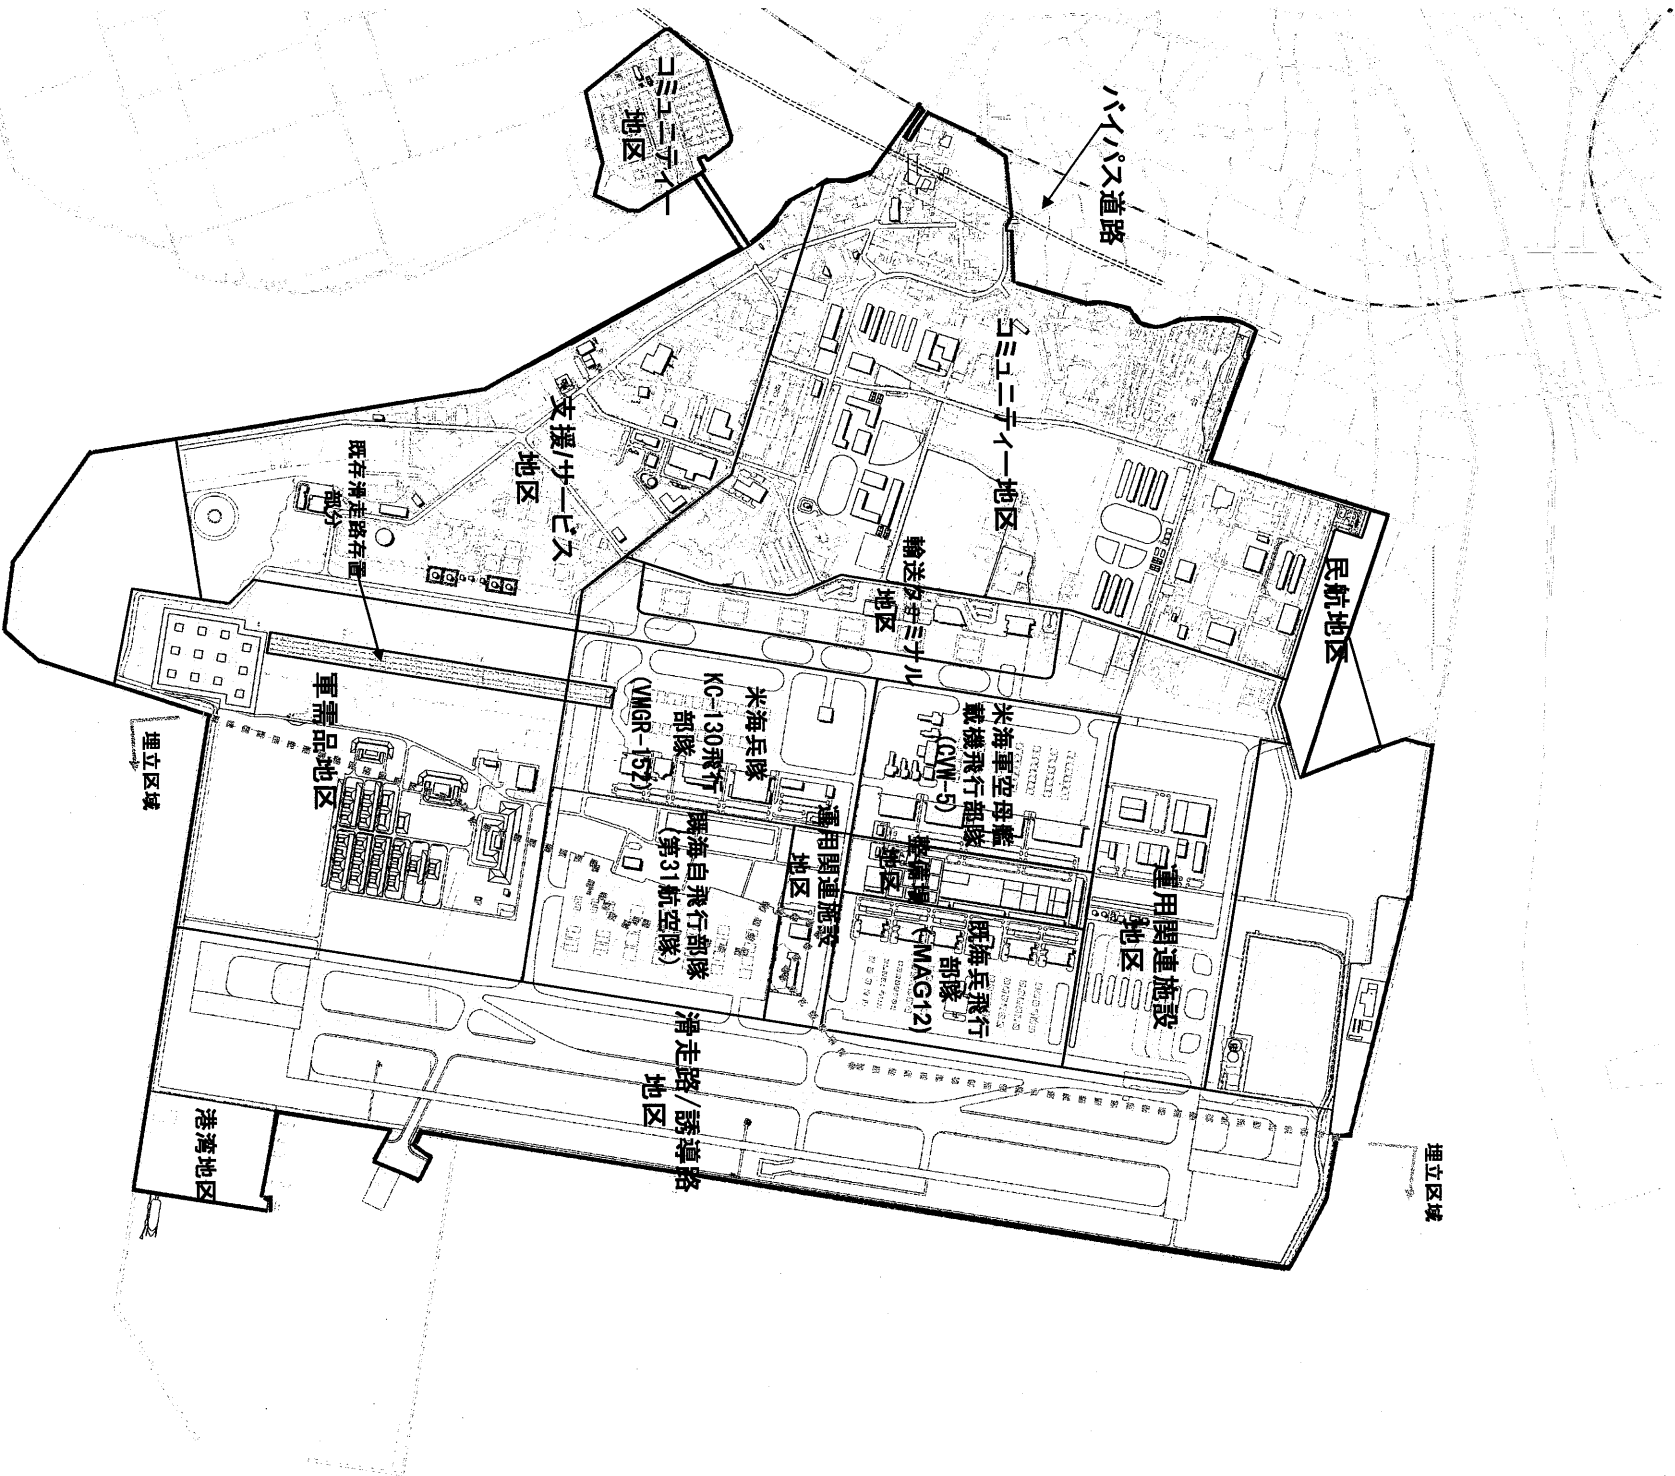 コミュニティー
地区
バイパス道路
コミュニティー地区
民航地区
支援/サービス
地区
既存滑走路存置
部分
輸送ターミナル
地区
軍需品地区
埋立区域
米海兵隊
KC-130飛行
部隊
(VMGR-152)
米海軍空母艦
載機飛行部隊
(CVW-5)
運用関連施設
地区
整備場
地区
既海自飛行部隊
(第31航空隊)
既海兵飛行
部隊
(MAG12)
運用関連施設
地区
滑走路/誘導路
地区
港湾地区
埋立区域